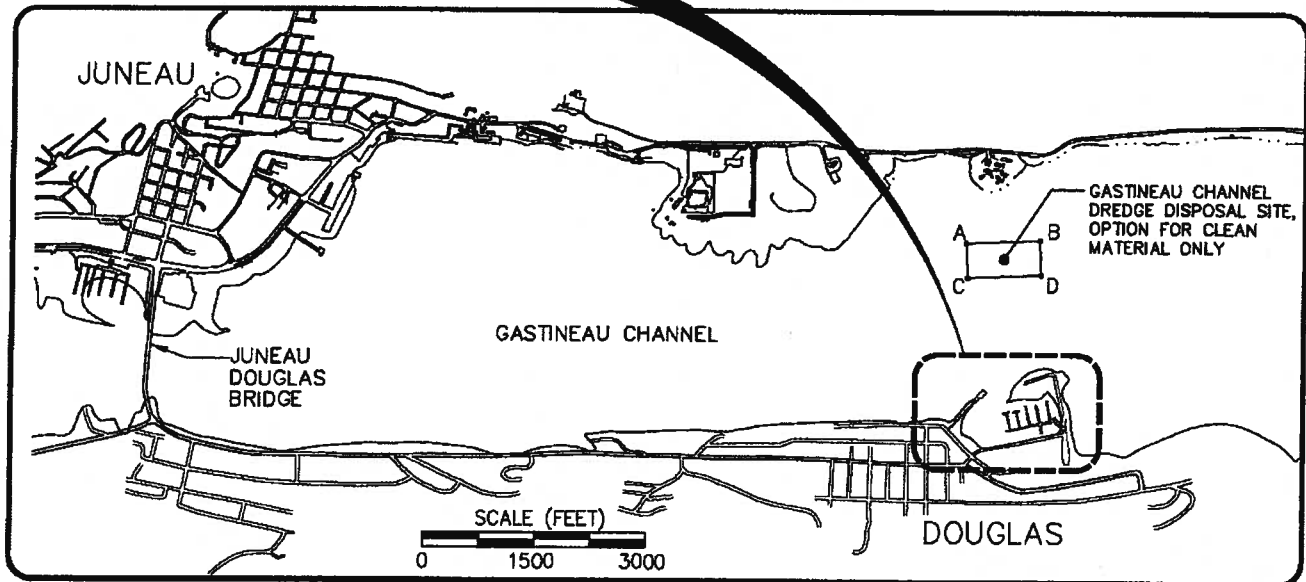 JUNEAU
GASTINEAU CHANNEL
DREDGE DISPOSAL SITE,
OPTION FOR CLEAN
MATERIAL ONLY
A
B
C
D
GASTINEAU CHANNEL
JUNEAU
DOUGLAS
BRIDGE
SCALE (FEET)
0 1500 3000
DOUGLAS